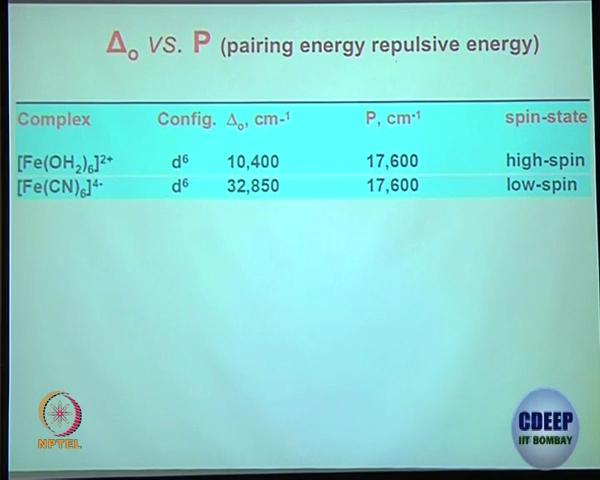 Δo VS. P (pairing energy repulsive energy)
Complex Config. Δo, cm-1 P, cm-1 spin-state
[Fe(OH2)6]2+ d6 10,400 17,600 high-spin
[Fe(CN)6]4- d6 32,850 17,600 low-spin
NPTEL
CDEEP
IIT BOMBAY